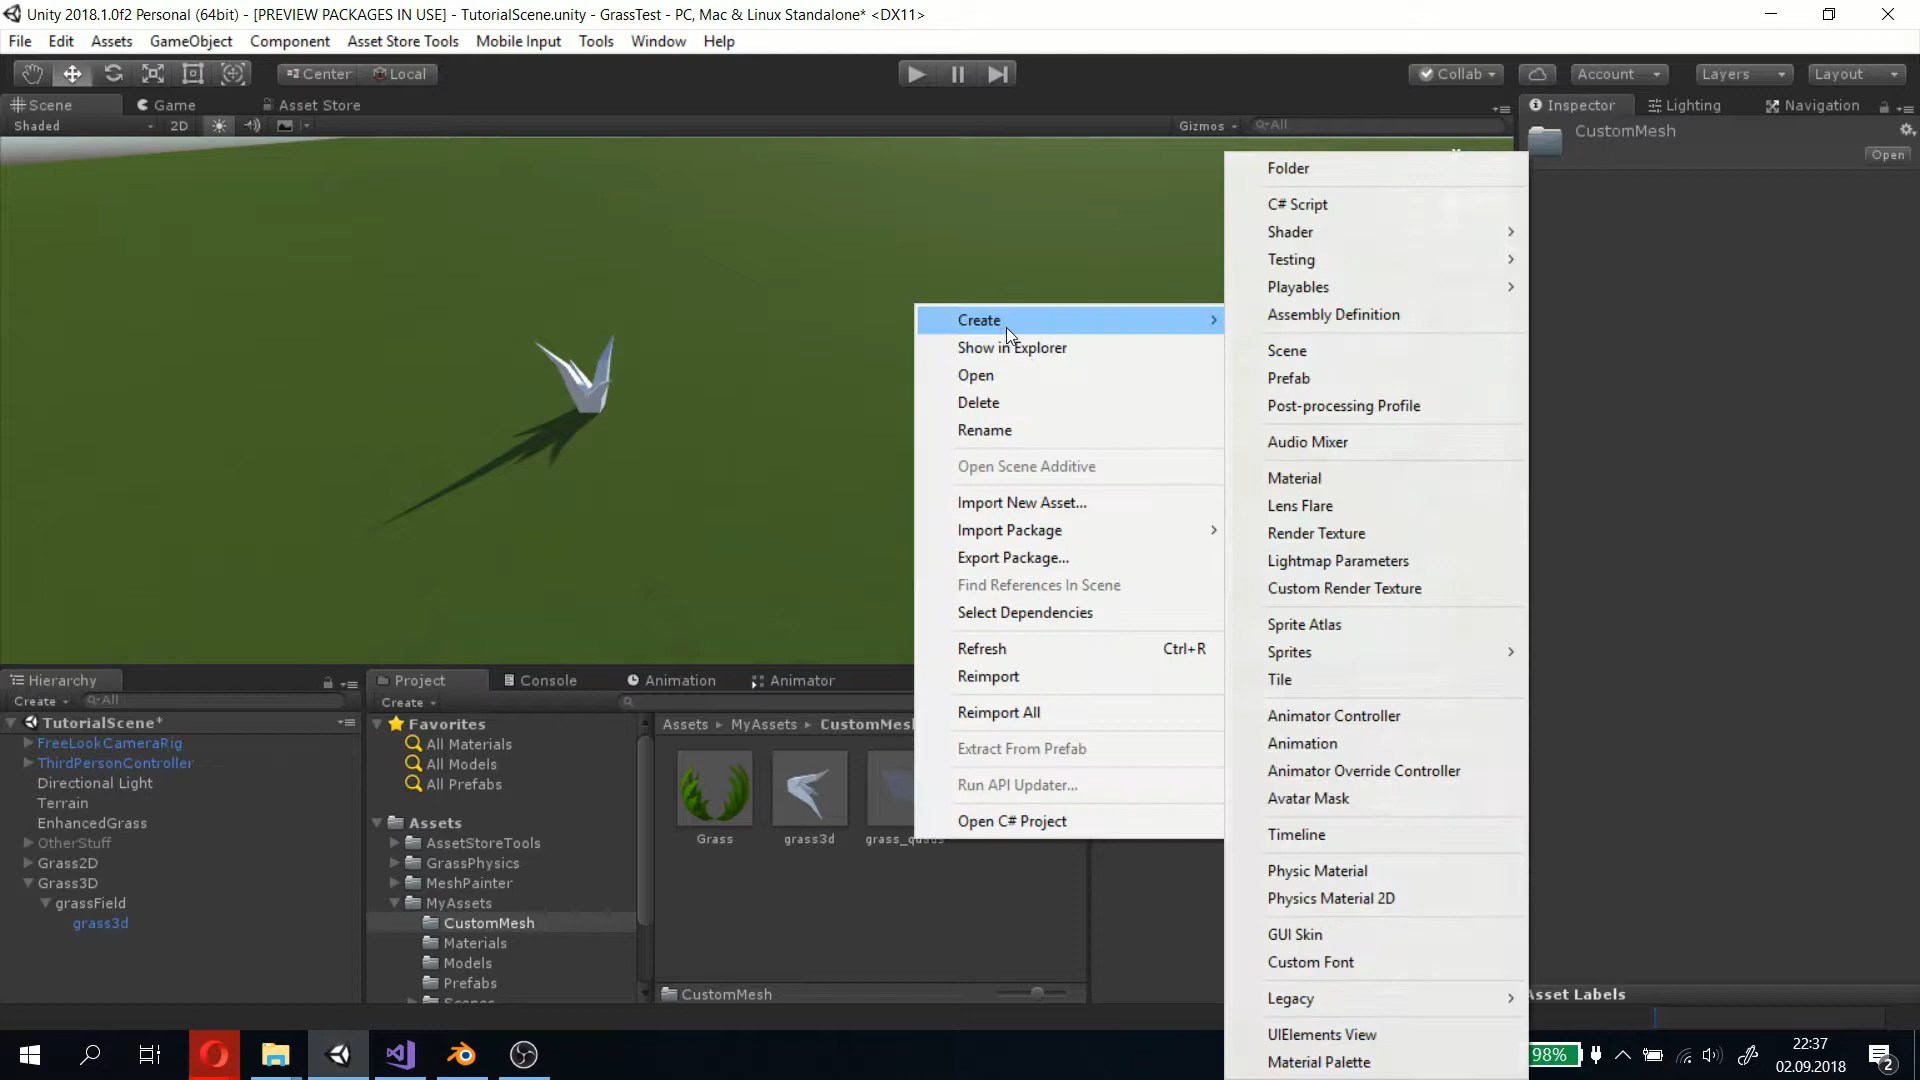 Unity 2018.1.0f2 Personal (64bit) - [PREVIEW PACKAGES IN USE] - TutorialScene.unity - GrassTest - PC, Mac & Linux Standalone* <DX11>
File Edit Assets GameObject Component Asset Store Tools Mobile Input Tools Window Help
Center Local Collab Account Layers Layout
Scene Game Asset Store Inspector Lighting Navigation
Shaded 2D Gizmos All
CustomMesh
Open
Create
Show in Explorer
Open
Delete
Rename
Open Scene Additive
Import New Asset...
Import Package
Export Package...
Find References In Scene
Select Dependencies
Refresh Ctrl+R
Reimport
Reimport All
Extract From Prefab
Run API Updater...
Open C# Project
Folder
C# Script
Shader
Testing
Playables
Assembly Definition
Scene
Prefab
Post-processing Profile
Audio Mixer
Material
Lens Flare
Render Texture
Lightmap Parameters
Custom Render Texture
Sprite Atlas
Sprites
Tile
Animator Controller
Animation
Animator Override Controller
Avatar Mask
Timeline
Physic Material
Physics Material 2D
GUI Skin
Custom Font
Legacy
UIElements View
Material Palette
Hierarchy
Create All
TutorialScene*
FreeLookCameraRig
ThirdPersonController
Directional Light
Terrain
EnhancedGrass
OtherStuff
Grass2D
Grass3D
grassField
grass3d
Project Console Animation Animator
Create
Favorites
All Materials
All Models
All Prefabs
Assets
AssetStoreTools
GrassPhysics
MeshPainter
MyAssets
CustomMesh
Materials
Models
Prefabs
Assets MyAssets CustomMesh
Grass grass3d
CustomMesh
Asset Labels
98%
22:37
02.09.2018
2